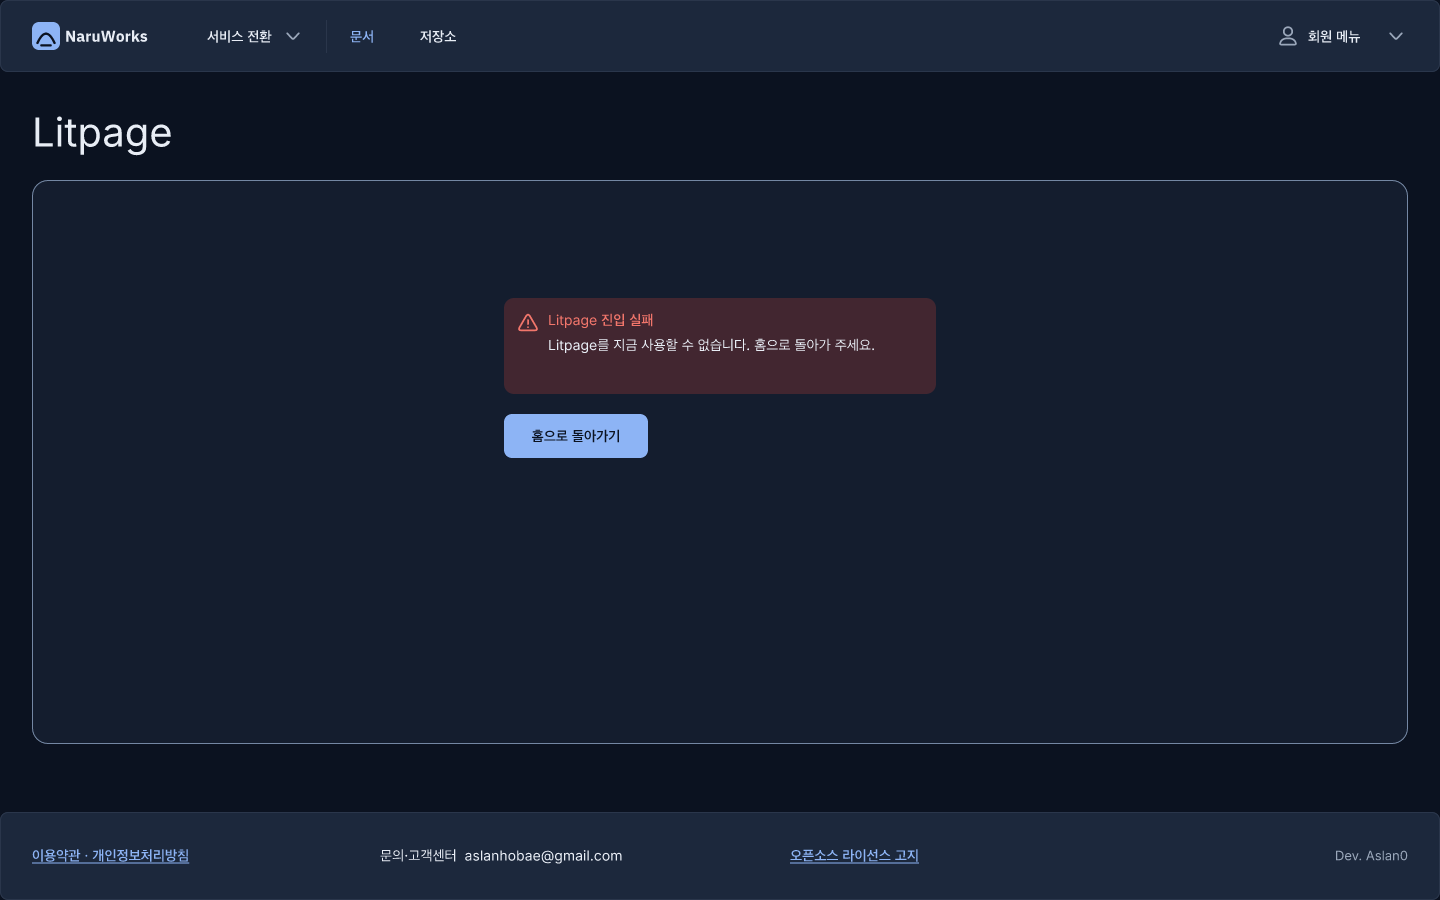 NaruWorks
서비스 전환
문서
저장소
회원 메뉴
Litpage
Litpage 진입 실패
Litpage를 지금 사용할 수 없습니다. 홈으로 돌아가 주세요.
홈으로 돌아가기
이용약관 · 개인정보처리방침
문의·고객센터 aslanhobae@gmail.com
오픈소스 라이선스 고지
Dev. Aslan0